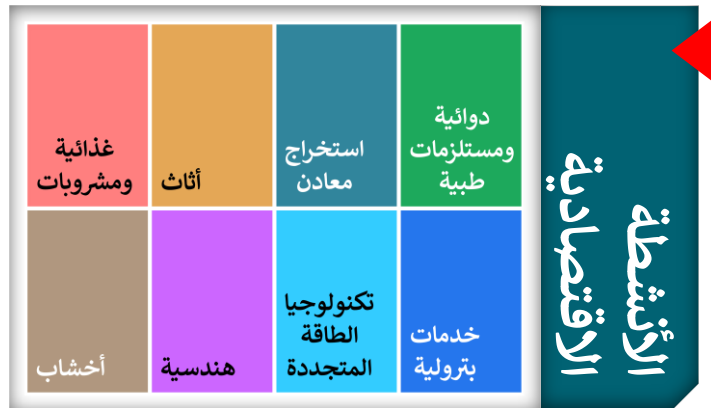 الأنشطة
الاقتصادية
دوائية
ومستلزمات
طبية
استخراج
معادن
أثاث
غذائية
ومشروبات
خدمات
بترولية
تكنولوجيا
الطاقة
المتجددة
هندسية
أخشاب